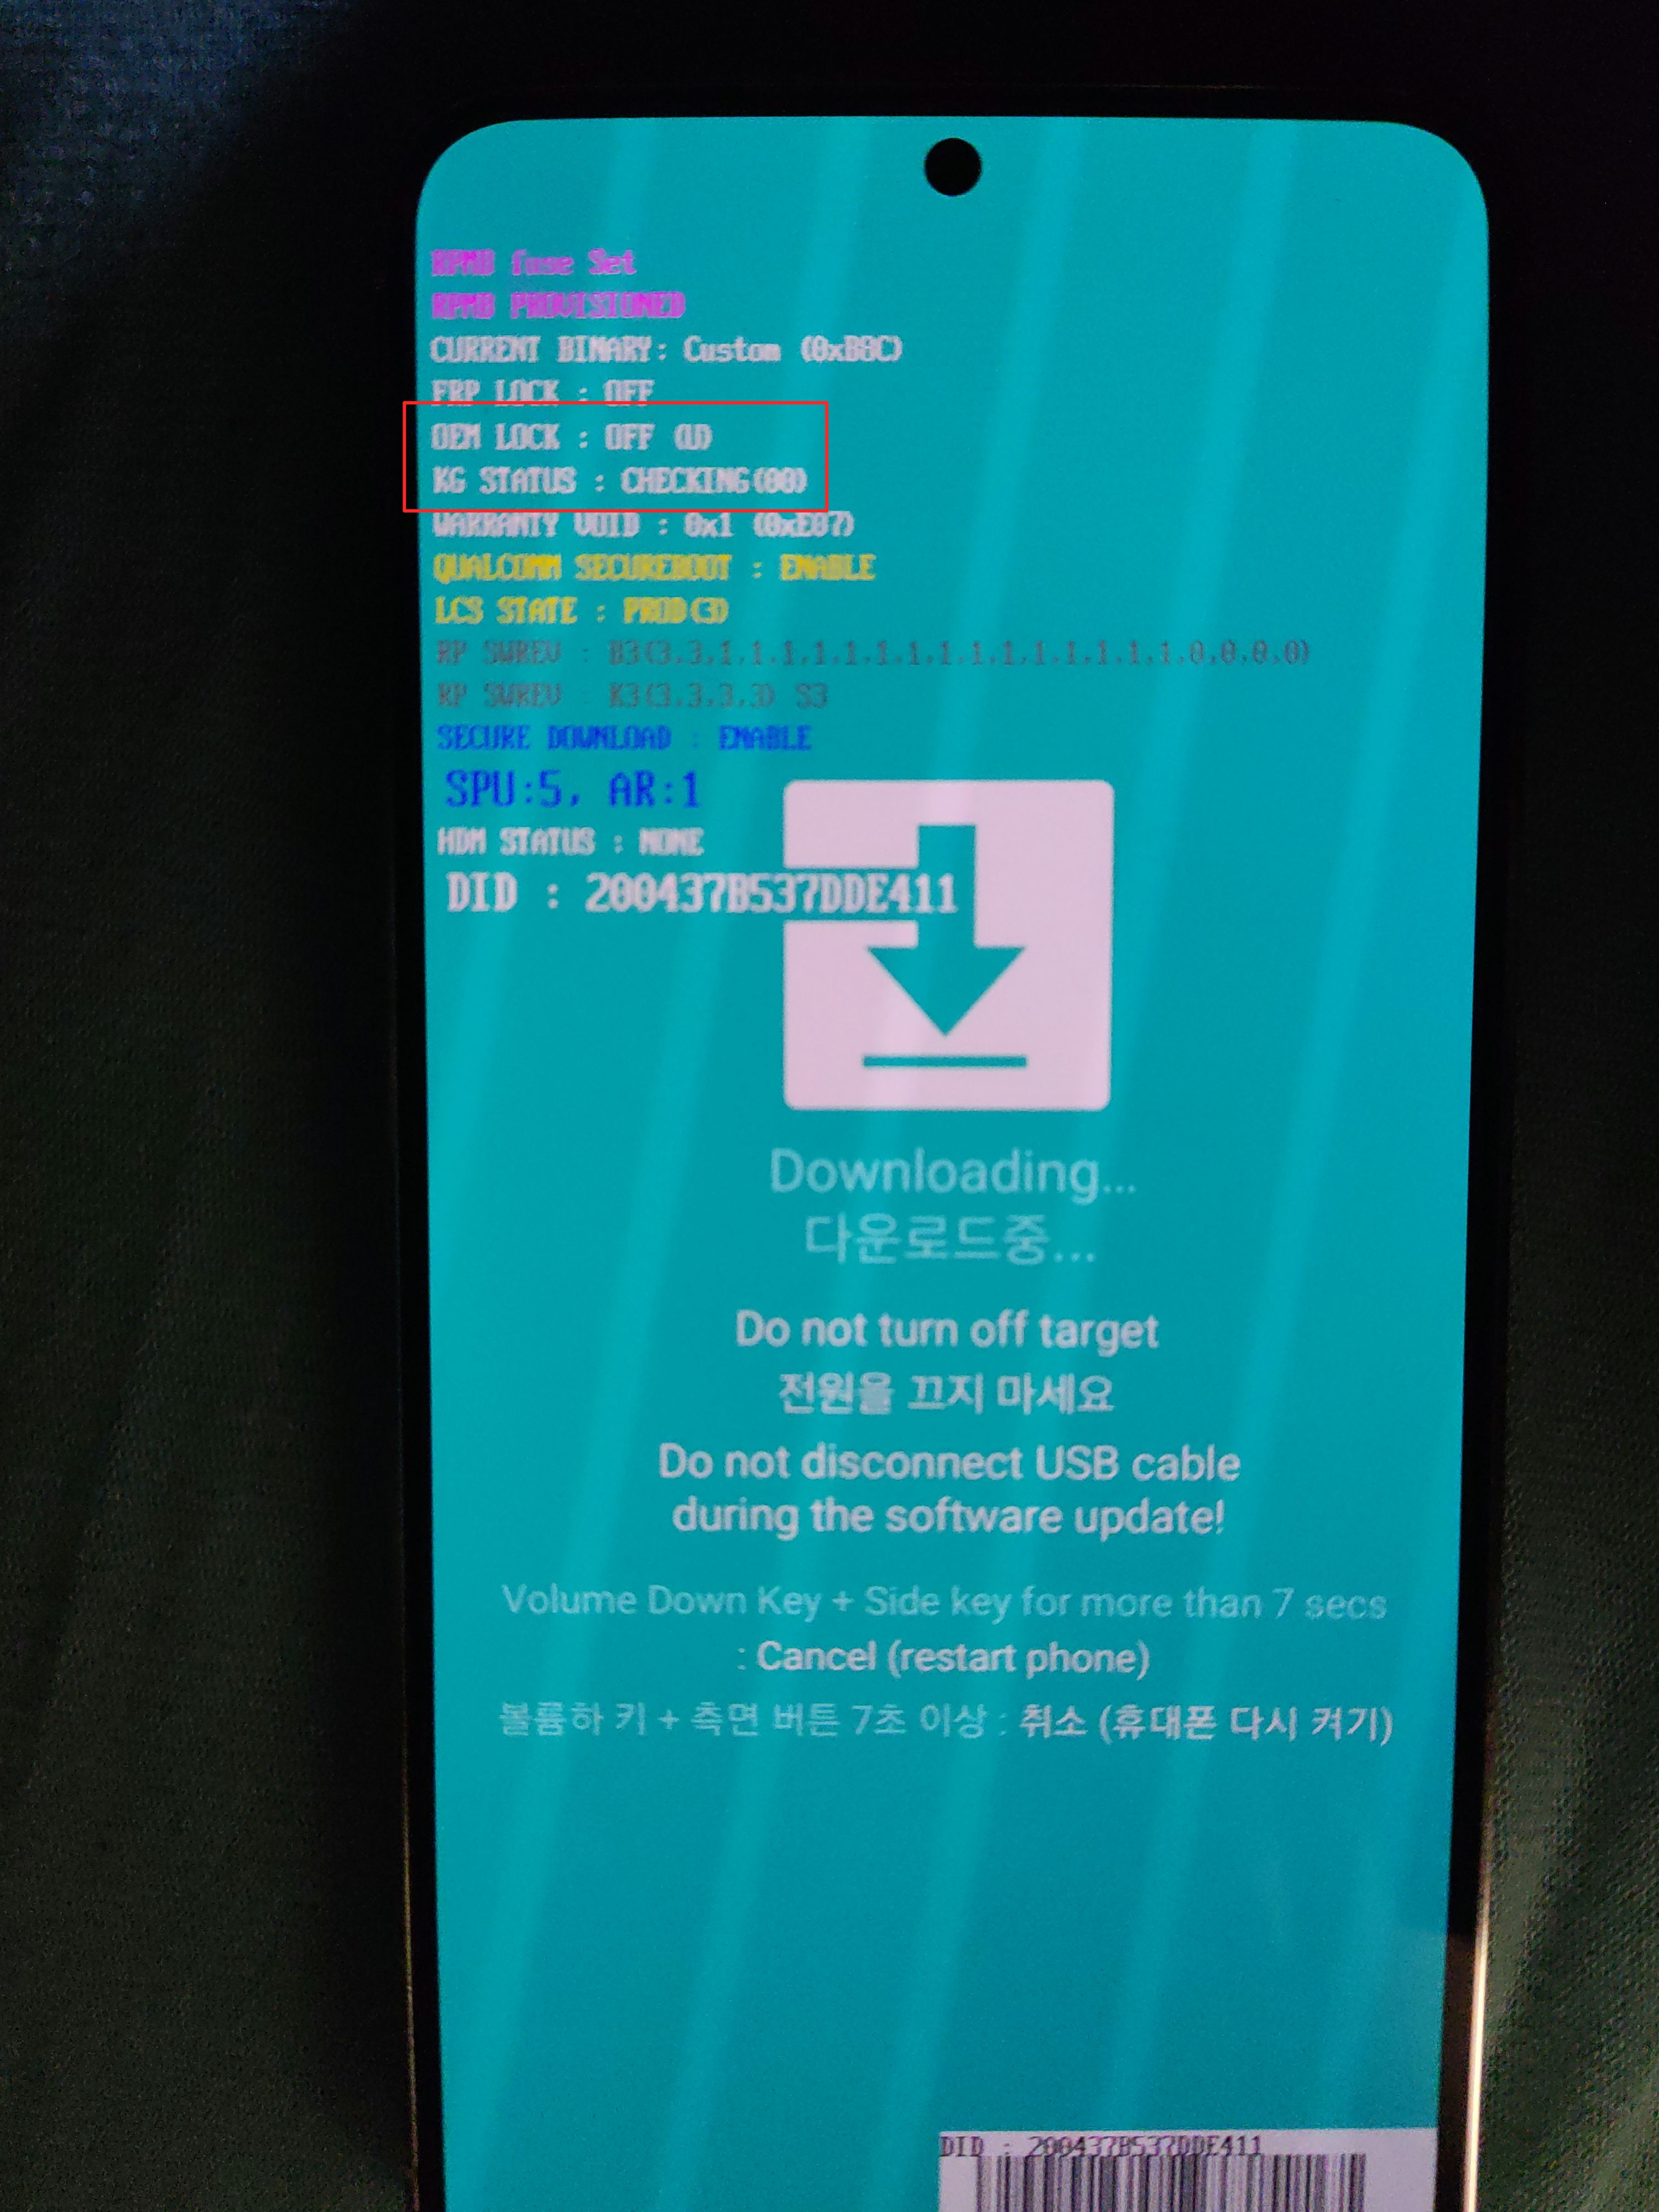 RPMB fuse Set
RPMB PROVISIONED
CURRENT BINARY: Custom (0xB8C)
FRP LOCK : OFF
OEM LOCK : OFF (U)
KG STATUS : CHECKING(00)
WARRANTY VOID : 0x1 (0xE07)
QUALCOMM SECUREBOOT : ENABLE
LCS STATE : PROD(3)
RP SWREV : B3(3,3,1,1,1,1,1,1,1,1,1,1,1,1,1,1,1,1,0,0,0,0)
RP SWREV : K3(3,3,3,3) S3
SECURE DOWNLOAD : ENABLE
SPU:5, AR:1
HDM STATUS : NONE
DID : 200437B537DDE411
Downloading...
다운로드중...
Do not turn off target
전원을 끄지 마세요
Do not disconnect USB cable
during the software update!
Volume Down Key + Side key for more than 7 secs
: Cancel (restart phone)
볼륨하 키 + 측면 버튼 7초 이상 : 취소 (휴대폰 다시 켜기)
DID : 200437B537DDE411